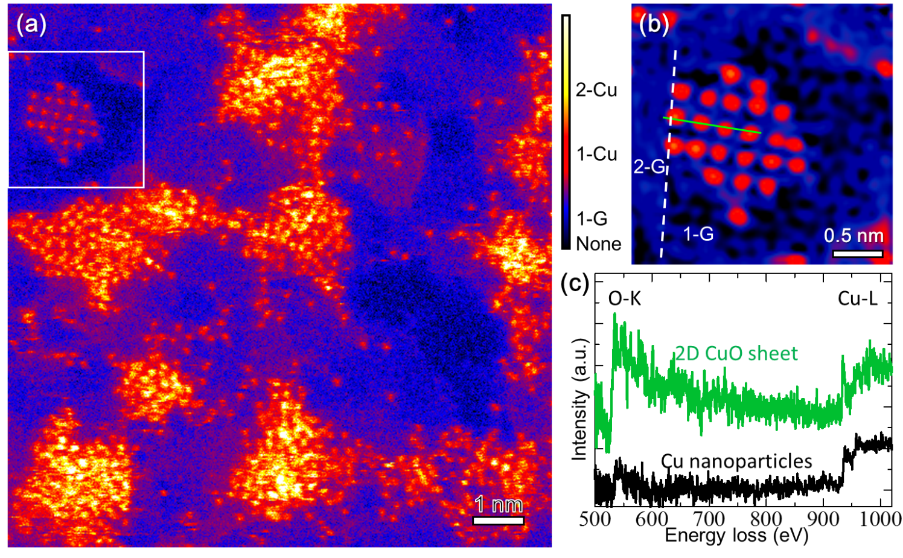 (a)
1 nm
2-Cu
1-Cu
1-G
None
(b)
2-G
1-G
0.5 nm
(c)
O-K
Cu-L
2D CuO sheet
Cu nanoparticles
Intensity (a.u.)
500 600 700 800 900 1000
Energy loss (eV)